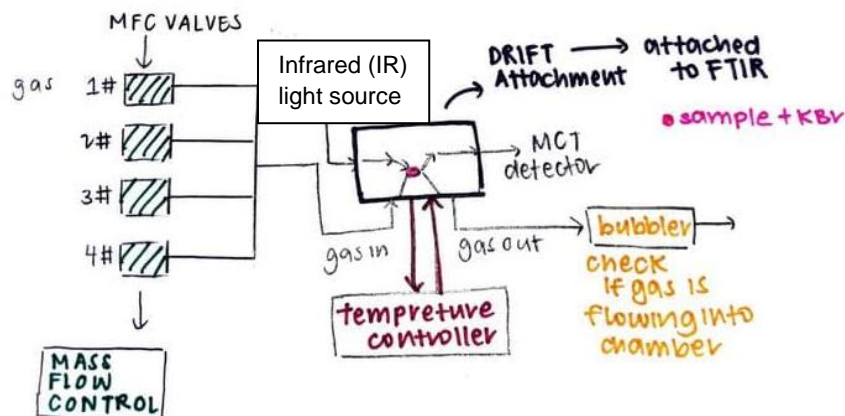 MFC VALVES
gas
1#
2#
3#
4#
MASS
FLOW
CONTROL
Infrared (IR)
light source
DRIFT
Attachment
attached
to FTIR
sample + KBr
MCT
detector
gas in
gas out
tempreture
controller
bubbler
check
if gas is
flowing into
chamber